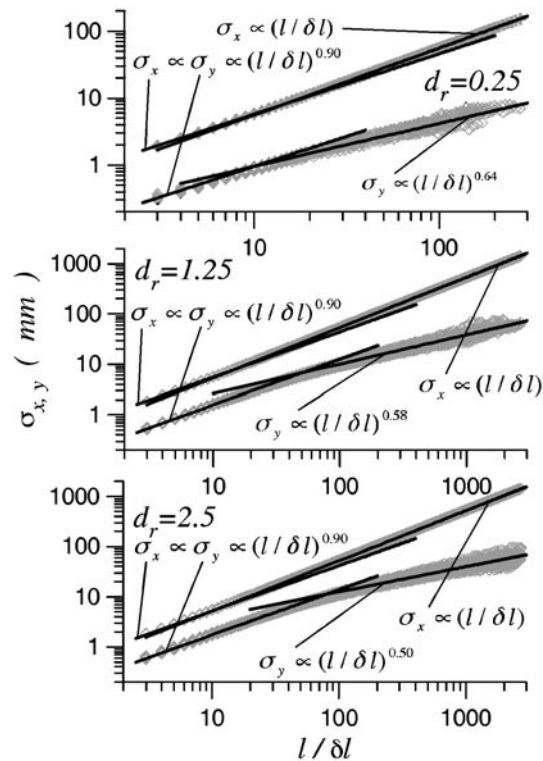 σx ∝ (l / δl)
σx ∝ σy ∝ (l / δl)^0.90
dr=0.25
σy ∝ (l / δl)^0.64
100
10
1
10
100
dr=1.25
σx ∝ σy ∝ (l / δl)^0.90
σx ∝ (l / δl)
σy ∝ (l / δl)^0.58
1000
100
10
1
10
100
1000
σx, y ( mm)
dr=2.5
σx ∝ σy ∝ (l / δl)^0.90
σx ∝ (l / δl)
σy ∝ (l / δl)^0.50
1000
100
10
1
10
100
1000
l / δl